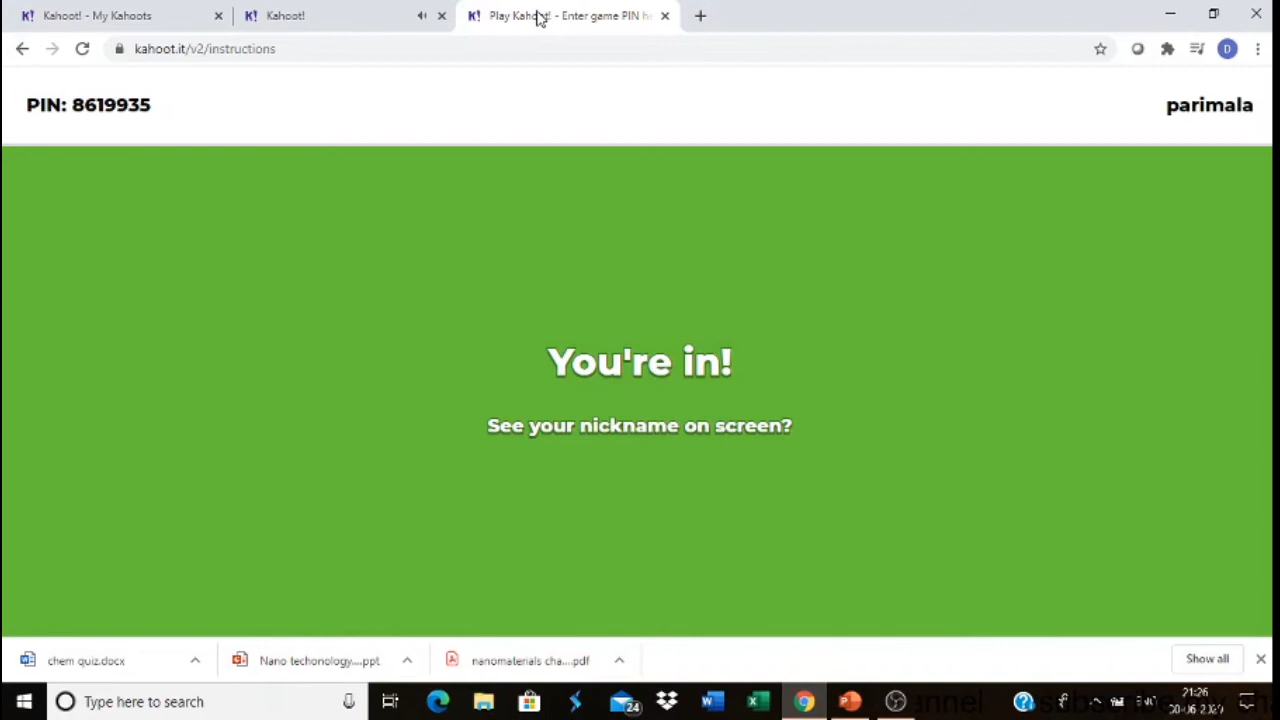 Kahoot! - My Kahoots
Kahoot!
Play Kahoot! - Enter game PIN he
kahoot.it/v2/instructions
D
PIN: 8619935
parimala
You're in!
See your nickname on screen?
chem quiz.docx
Nano techonology....ppt
nanomaterials cha....pdf
Show all
Type here to search
24
21:26